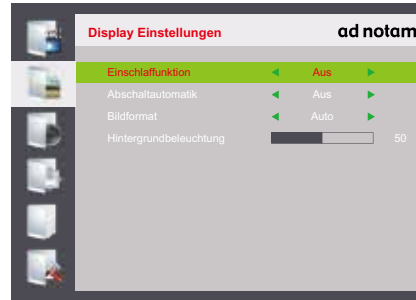 Display Einstellungen
ad notam
Einschlaffunktion Aus
Abschaltautomatik Aus
Bildformat Auto
Hintergrundbeleuchtung 50